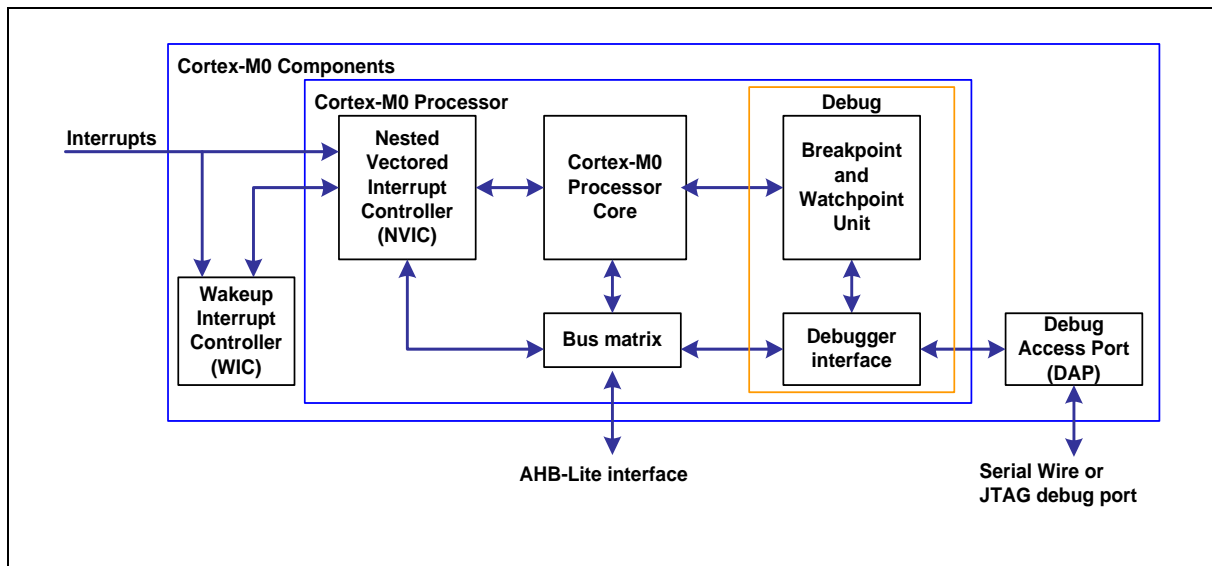 Cortex-M0 Components
Cortex-M0 Processor
Debug
Interrupts
Nested
Vectored
Interrupt
Controller
(NVIC)
Cortex-M0
Processor
Core
Breakpoint
and
Watchpoint
Unit
Wakeup
Interrupt
Controller
(WIC)
Bus matrix
Debugger
interface
Debug
Access Port
(DAP)
AHB-Lite interface
Serial Wire or
JTAG debug port